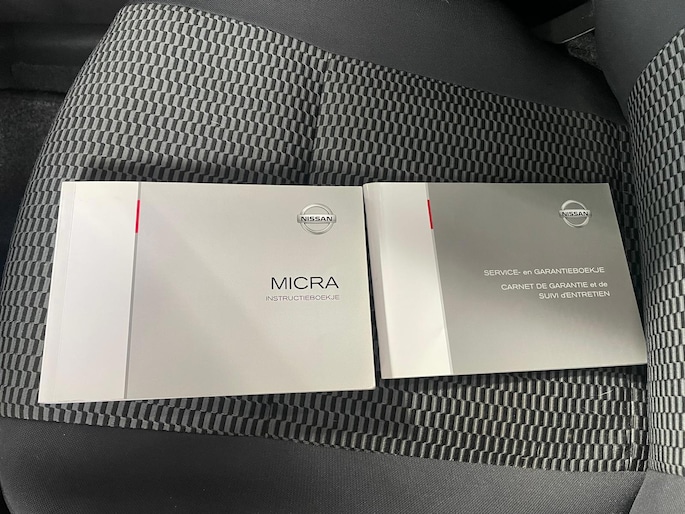 NISSAN
MICRA
INSTRUCTIEBOEKJE
NISSAN
SERVICE- en GARANTIEBOEKJE
CARNET DE GARANTIE et de
SUIVI d'ENTRETIEN